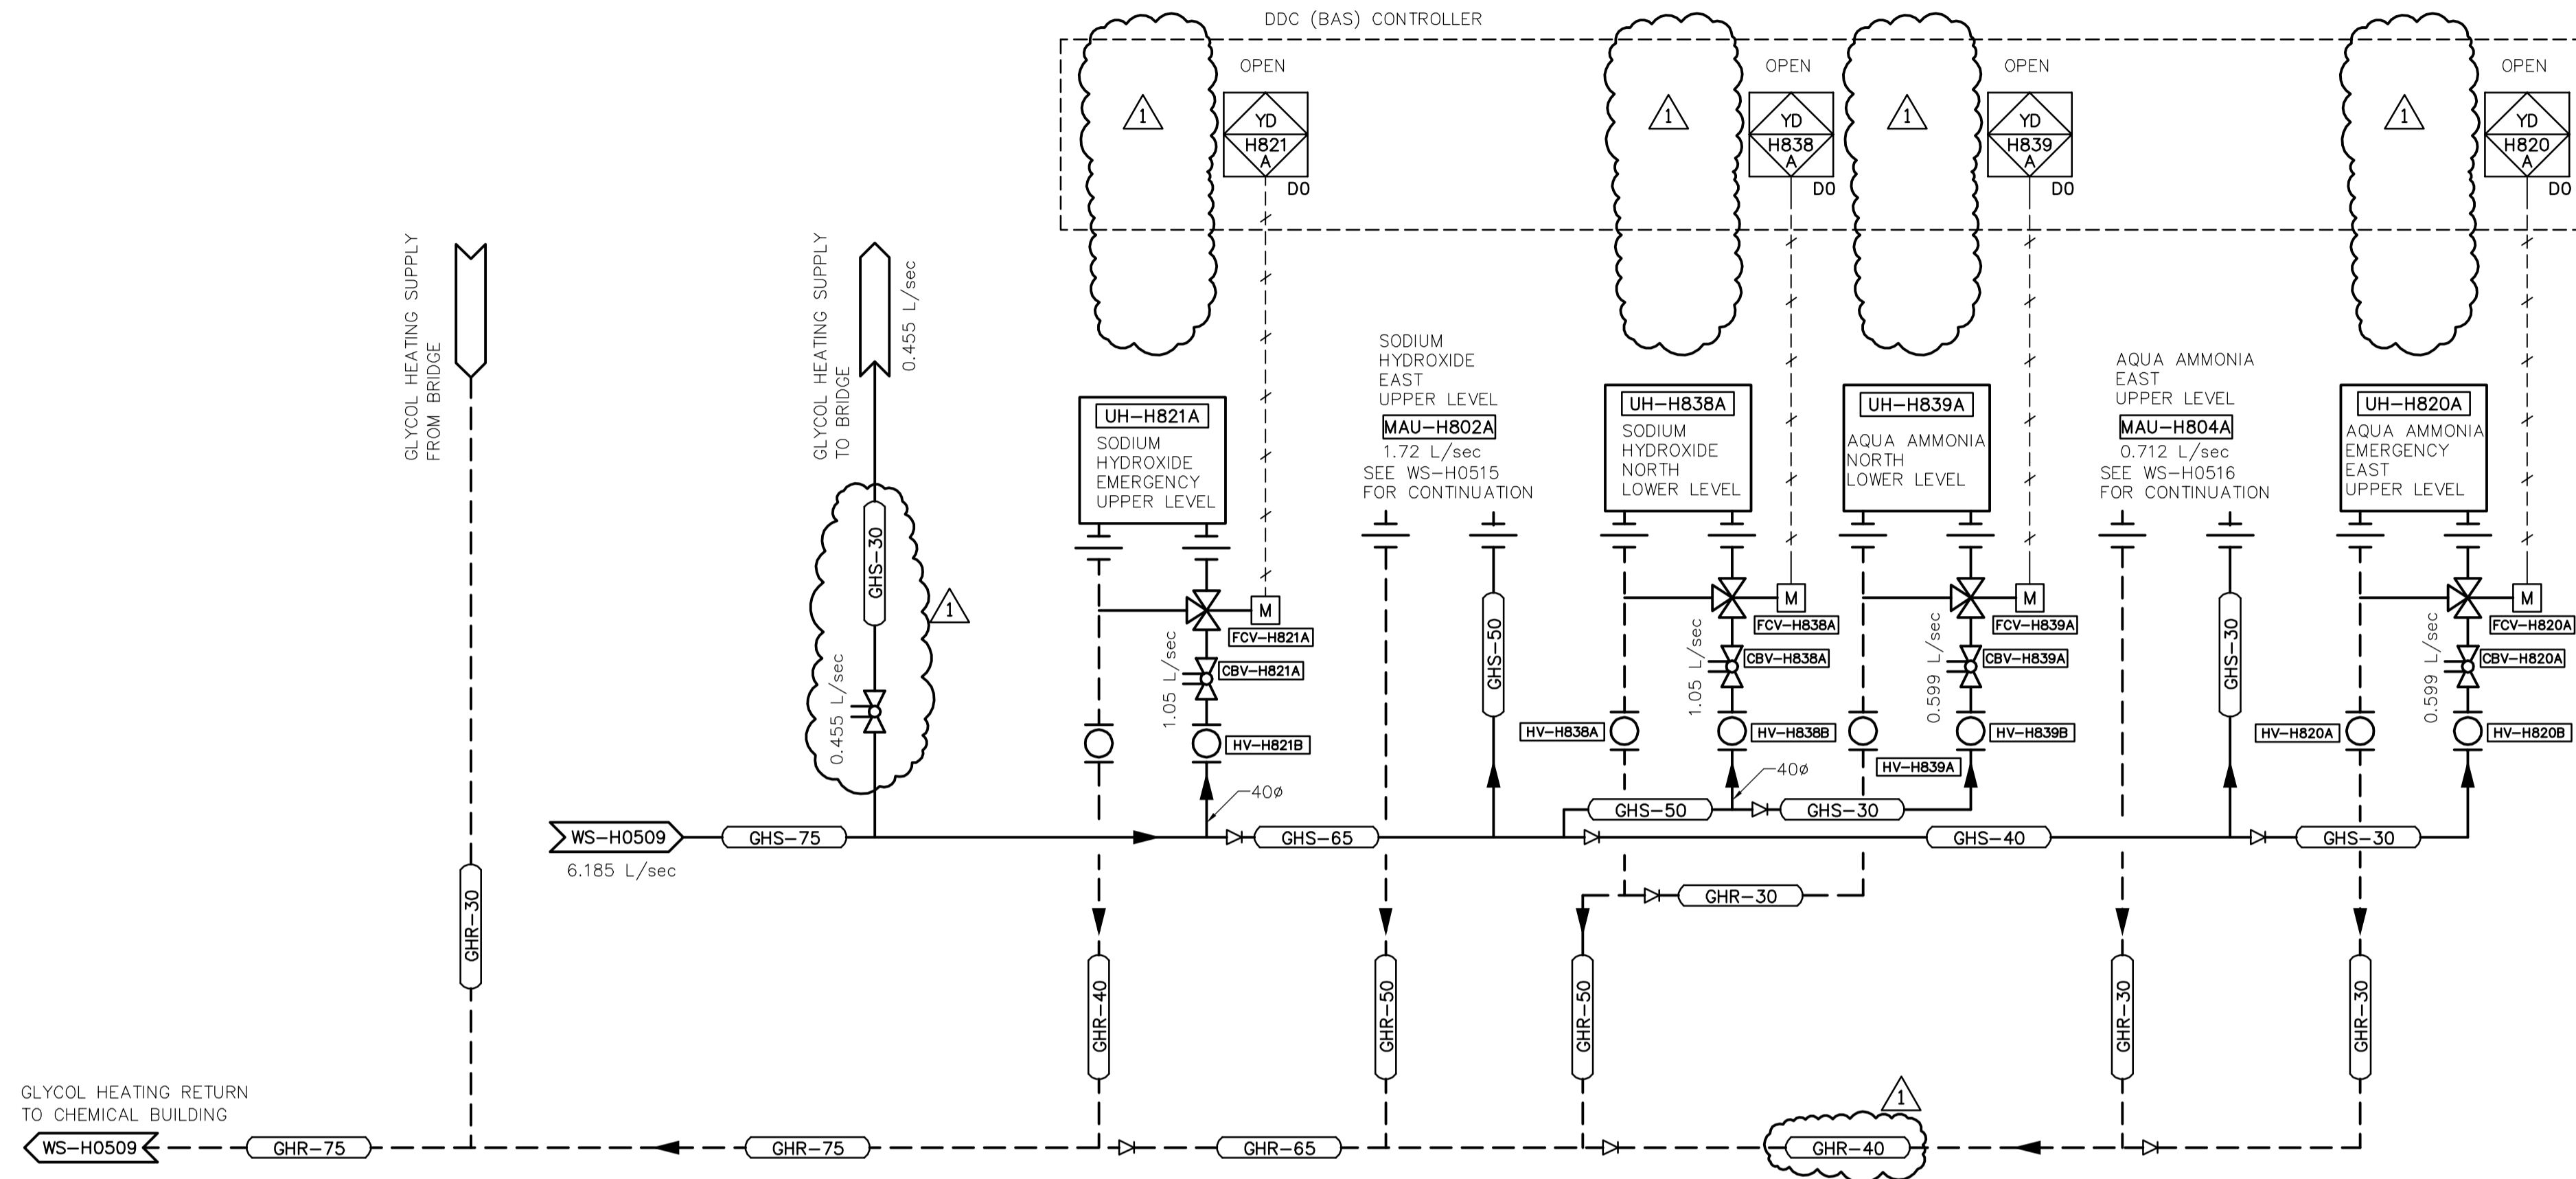 DDC (BAS) CONTROLLER
1
OPEN
YD
H821
A
DO
1
OPEN
YD
H838
A
DO
1
OPEN
YD
H839
A
DO
1
OPEN
YD
H820
A
DO
GLYCOL HEATING SUPPLY
FROM BRIDGE
GLYCOL HEATING SUPPLY
TO BRIDGE
0.455 L/sec
GHS-30
1
0.455 L/sec
UH-H821A
SODIUM
HYDROXIDE
EMERGENCY
UPPER LEVEL
M
FCV-H821A
1.05 L/sec
CBV-H821A
HV-H821B
40ø
SODIUM
HYDROXIDE
EAST
UPPER LEVEL
MAU-H802A
1.72 L/sec
SEE WS-H0515
FOR CONTINUATION
GHS-50
UH-H838A
SODIUM
HYDROXIDE
NORTH
LOWER LEVEL
M
FCV-H838A
1.05 L/sec
CBV-H838A
HV-H838A
HV-H838B
40ø
UH-H839A
AQUA AMMONIA
NORTH
LOWER LEVEL
M
FCV-H839A
0.599 L/sec
CBV-H839A
HV-H839B
HV-H839A
AQUA AMMONIA
EAST
UPPER LEVEL
MAU-H804A
0.712 L/sec
SEE WS-H0516
FOR CONTINUATION
GHS-30
UH-H820A
AQUA AMMONIA
EMERGENCY
EAST
UPPER LEVEL
M
FCV-H820A
0.599 L/sec
CBV-H820A
HV-H820A
HV-H820B
GHS-50
GHS-30
WS-H0509
6.185 L/sec
GHS-75
GHS-65
GHS-40
GHS-30
GHR-30
GHR-30
GHR-40
GHR-50
GHR-50
GHR-30
GHR-30
GLYCOL HEATING RETURN
TO CHEMICAL BUILDING
WS-H0509
GHR-75
GHR-75
GHR-65
1
GHR-40